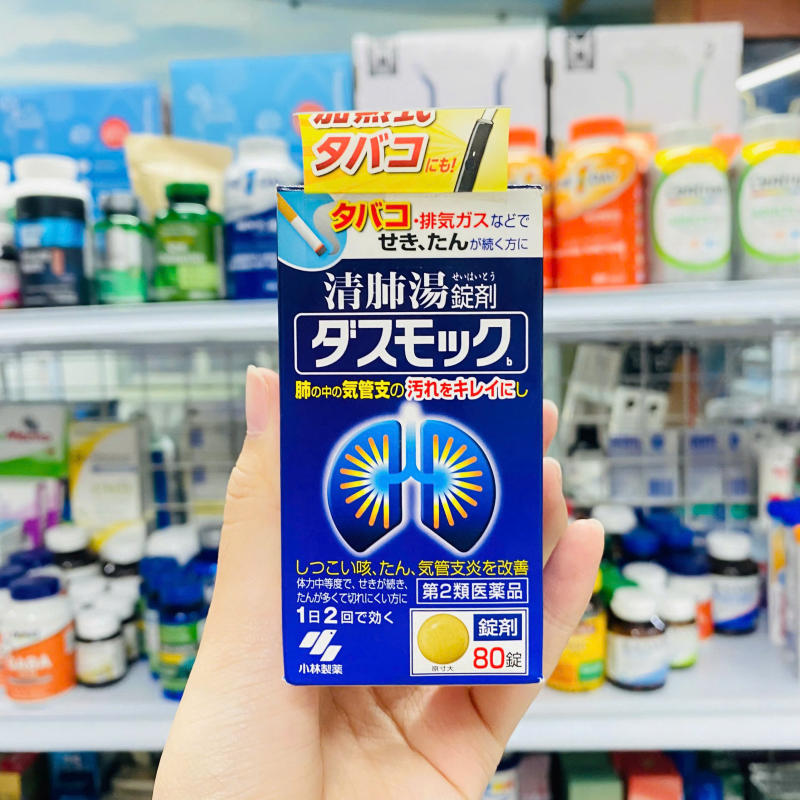 加熱式
タバコにも!
タバコ・排気ガスなどで
せき、たんが続く方に
せいはいとう
清肺湯錠剤
ダスモックb
肺の中の気管支の汚れをキレイにし
しつこい咳、たん、気管支炎を改善
体力中等度で、せきが続き、
たんが多くて切れにくい方に
第2類医薬品
1日2回で効く
小林製薬
錠剤
80錠
原寸大
Centrum